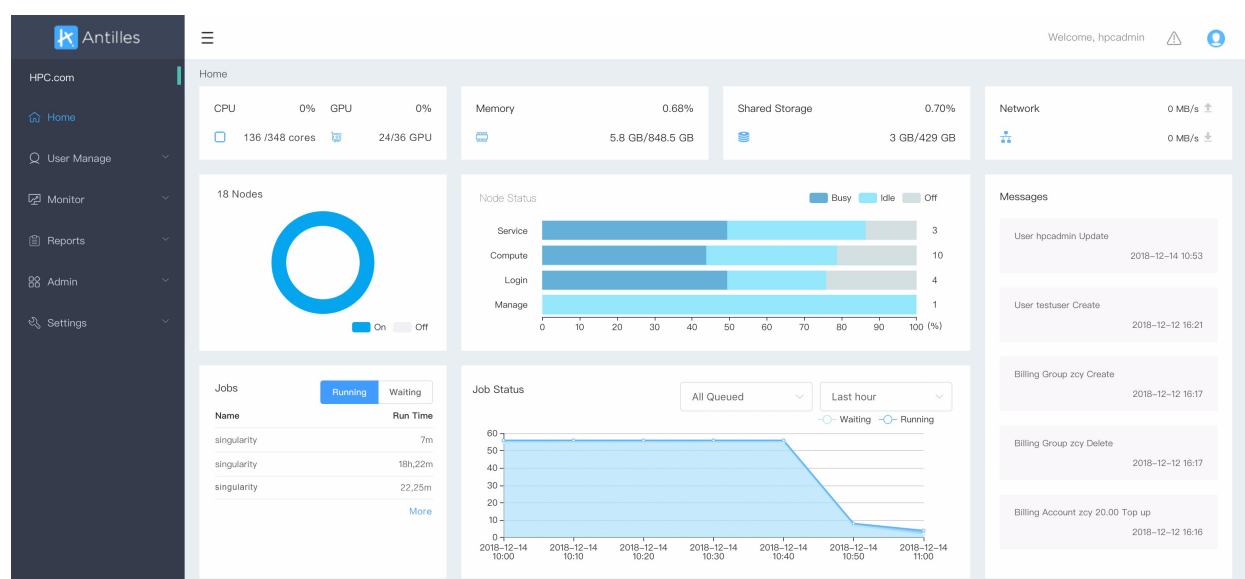 Antilles
Welcome, hpcadmin
HPC.com
Home
User Manage
Monitor
Reports
Admin
Settings
Home
CPU 0% GPU 0%
136 /348 cores 24/36 GPU
Memory 0.68%
5.8 GB/848.5 GB
Shared Storage 0.70%
3 GB/429 GB
Network 0 MB/s
0 MB/s
18 Nodes
On Off
Node Status Busy Idle Off
Service 3
Compute 10
Login 4
Manage 1
0 10 20 30 40 50 60 70 80 90 100 (%)
Messages
User hpcadmin Update
2018-12-14 10:53
User testuser Create
2018-12-12 16:21
Billing Group zcy Create
2018-12-12 16:17
Billing Group zcy Delete
2018-12-12 16:17
Billing Account zcy 20.00 Top up
2018-12-12 16:16
Jobs Running Waiting
Name Run Time
singularity 7m
singularity 18h,22m
singularity 22,25m
More
Job Status All Queued Last hour
Waiting Running
60
50
40
30
20
10
0
2018-12-14 2018-12-14 2018-12-14 2018-12-14 2018-12-14 2018-12-14 2018-12-14
10:00 10:10 10:20 10:30 10:40 10:50 11:00